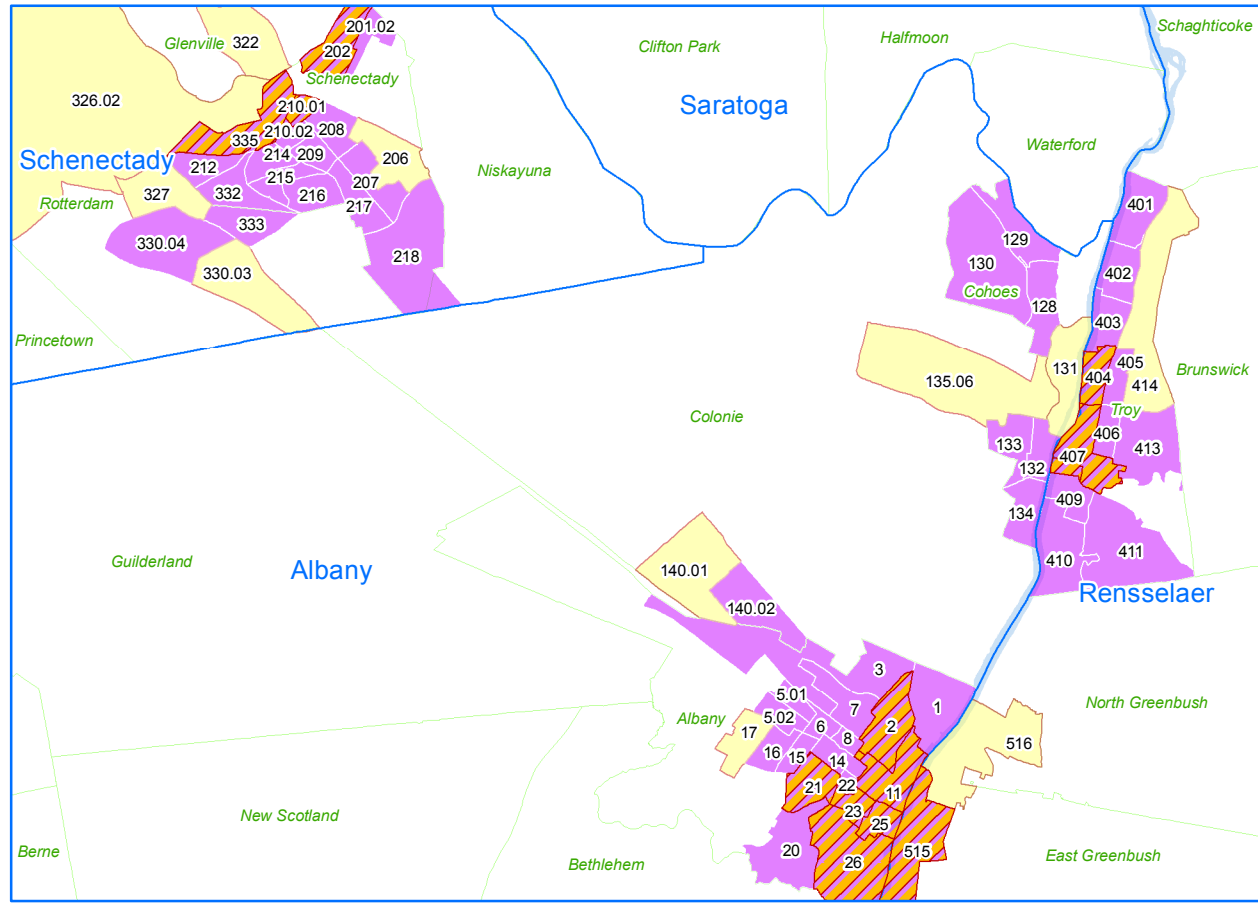 Schaghticoke
201.02
Halfmoon
322
Glenville
Clifton Park
202
Schenectady
326.02
Saratoga
210.01
208
210.02
335
Waterford
214
209
206
Schenectady
212
Niskayuna
215
207
327
332
216
Rotterdam
217
401
333
129
330.04
218
130
330.03
402
Cohoes
128
403
Princetown
131
405
Brunswick
404
135.06
414
Troy
Colonie
406
133
413
407
132
409
134
411
Guilderland
410
140.01
Albany
Rensselaer
140.02
3
5.01
North Greenbush
7
1
5.02
Albany
6
2
17
8
516
16
15
14
22
21
11
23
New Scotland
25
Berne
20
515
East Greenbush
26
Bethlehem